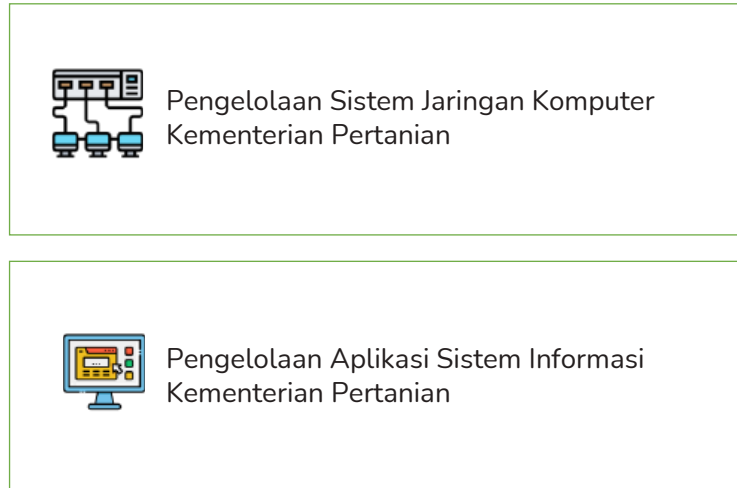 Pengelolaan Sistem Jaringan Komputer
Kementerian Pertanian
Pengelolaan Aplikasi Sistem Informasi
Kementerian Pertanian